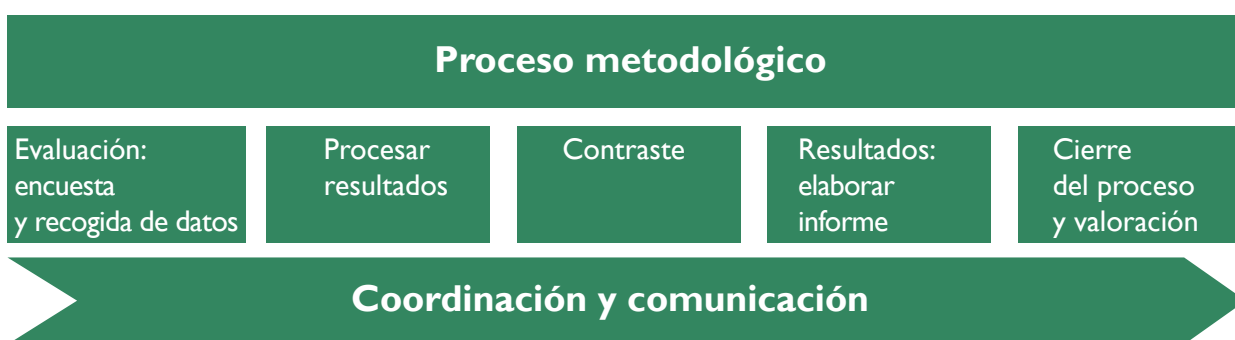 Proceso metodológico
Evaluación:
encuesta
y recogida de datos
Procesar
resultados
Contraste
Resultados:
elaborar
informe
Cierre
del proceso
y valoración
Coordinación y comunicación